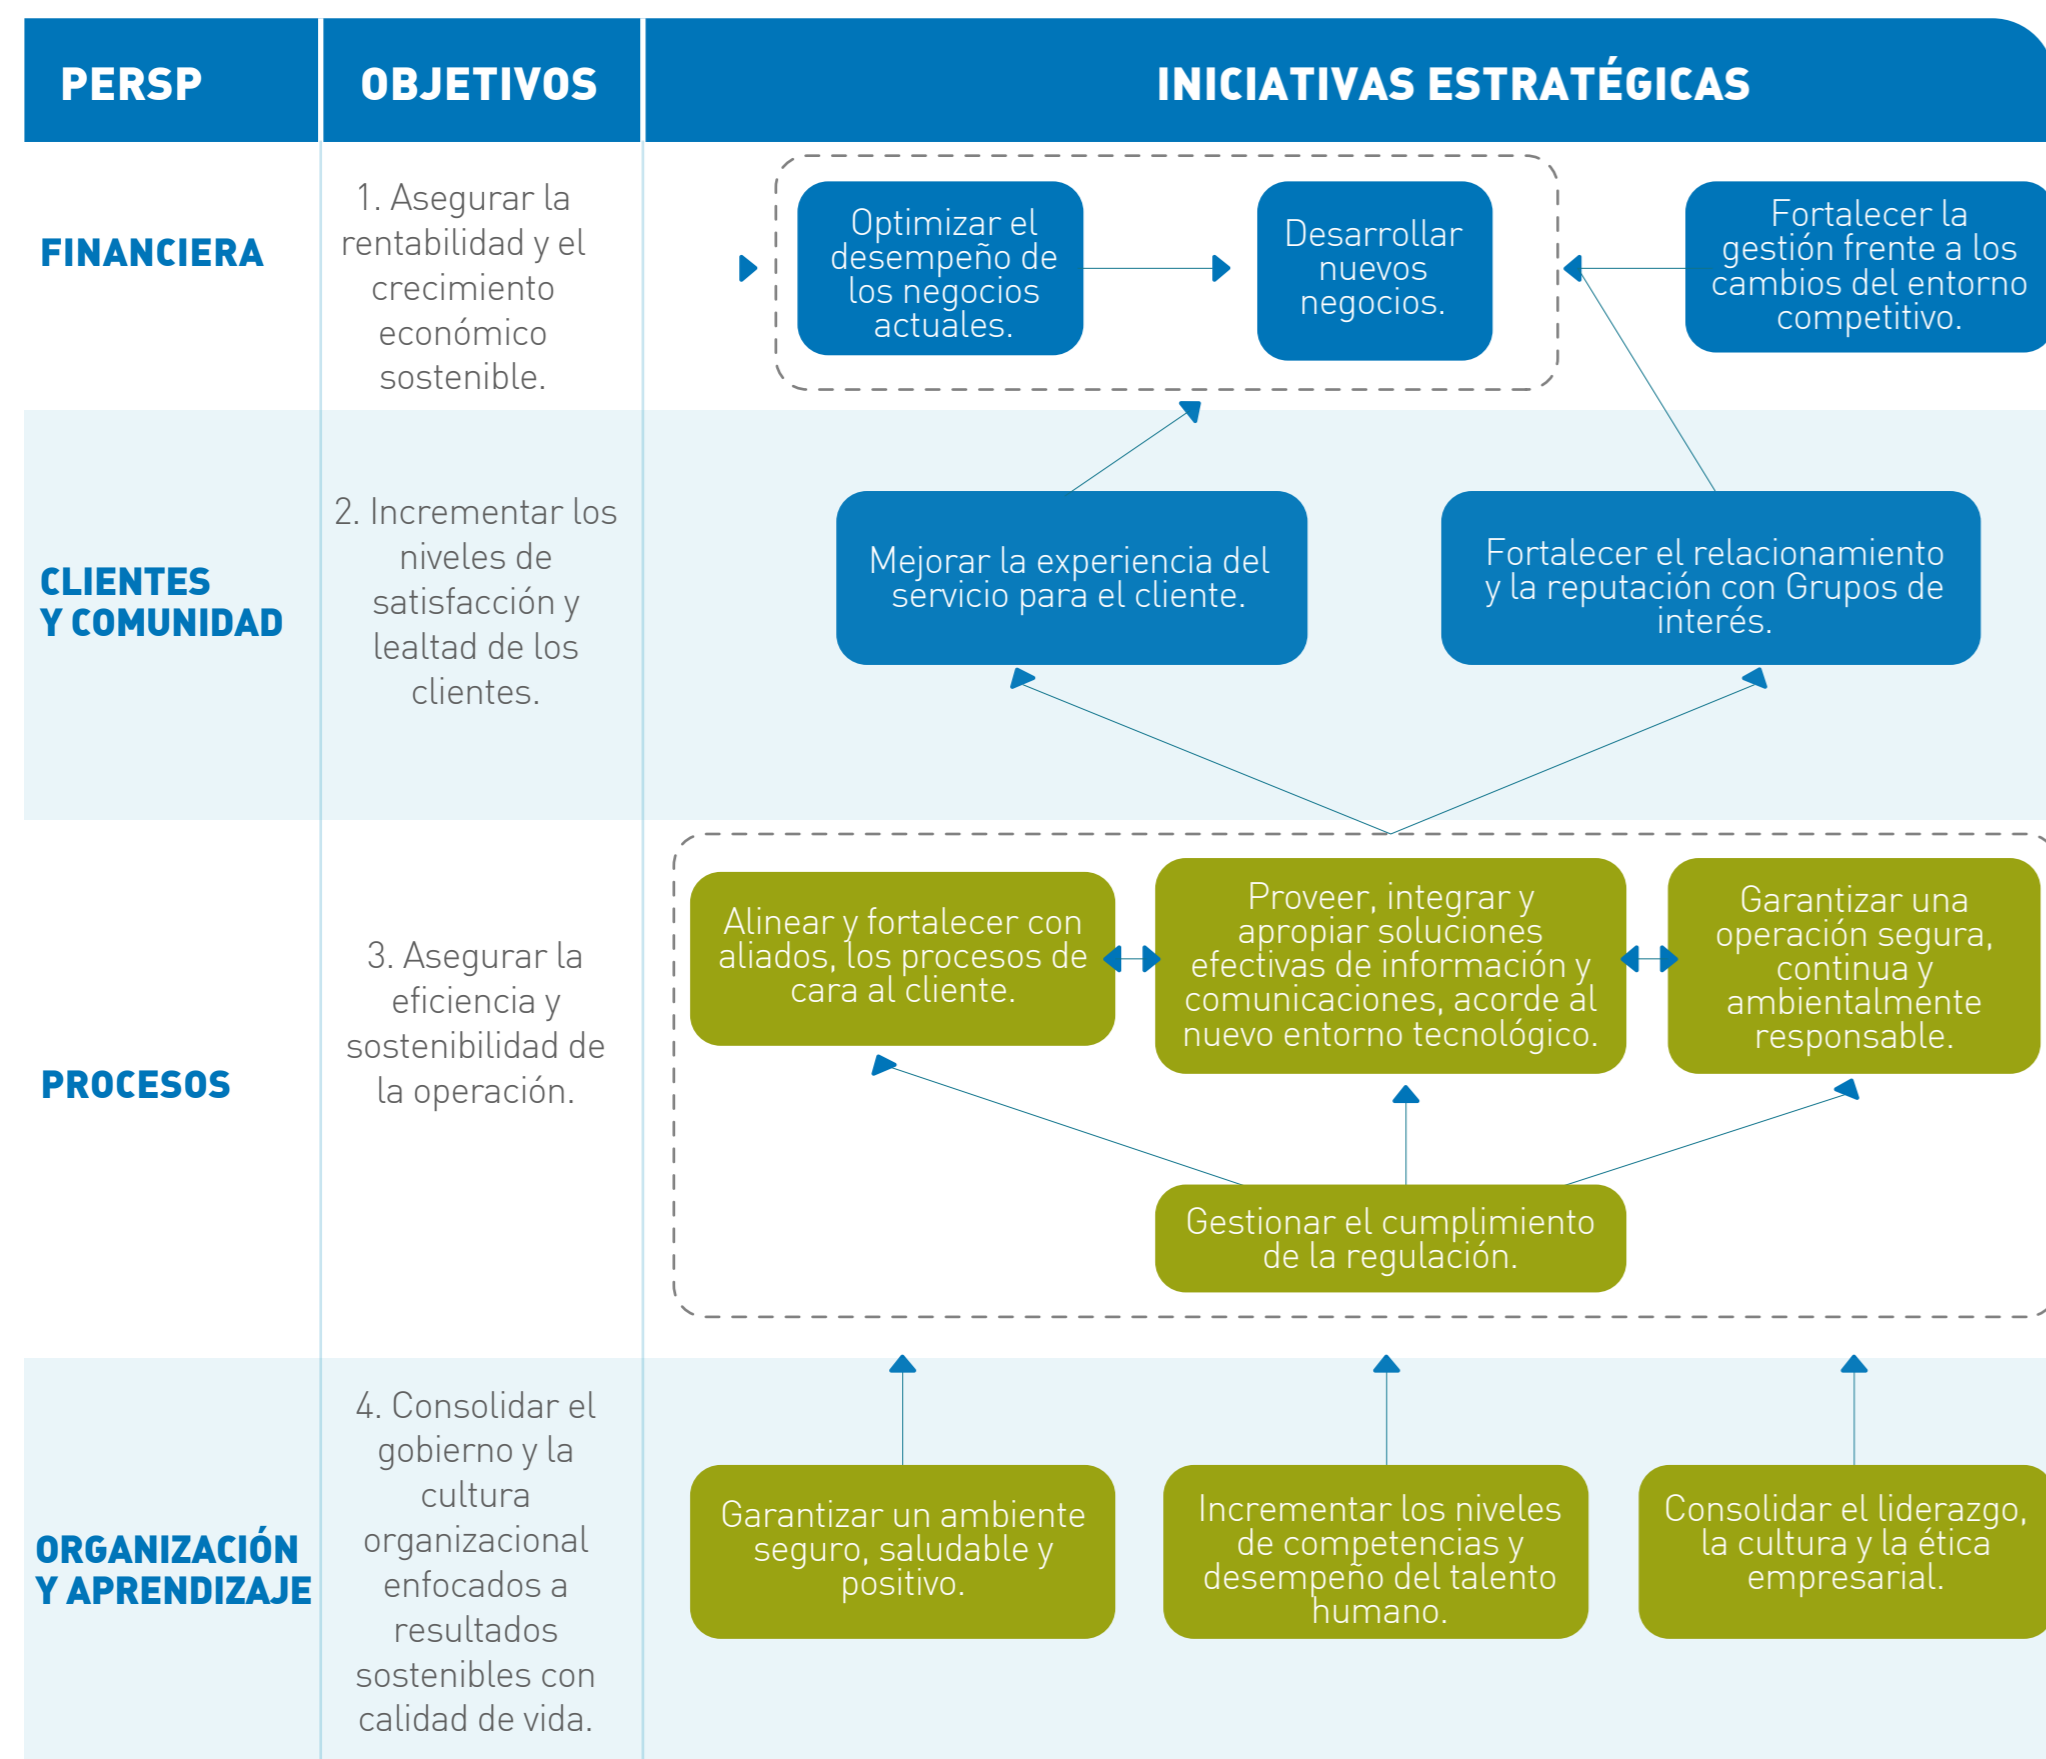 PERSP
OBJETIVOS
INICIATIVAS ESTRATÉGICAS
FINANCIERA
1. Asegurar la
rentabilidad y el
crecimiento
económico
sostenible.
Optimizar el
desempeño de
los negocios
actuales.
Desarrollar
nuevos
negocios.
Fortalecer la
gestión frente a los
cambios del entorno
competitivo.
CLIENTES
Y COMUNIDAD
2. Incrementar los
niveles de
satisfacción y
lealtad de los
clientes.
Mejorar la experiencia del
servicio para el cliente.
Fortalecer el relacionamiento
y la reputación con Grupos de
interés.
PROCESOS
3. Asegurar la
eficiencia y
sostenibilidad de
la operación.
Alinear y fortalecer con
aliados, los procesos de
cara al cliente.
Proveer, integrar y
apropiar soluciones
efectivas de información y
comunicaciones, acorde al
nuevo entorno tecnológico.
Garantizar una
operación segura,
continua y
ambientalmente
responsable.
Gestionar el cumplimiento
de la regulación.
ORGANIZACIÓN
Y APRENDIZAJE
4. Consolidar el
gobierno y la
cultura
organizacional
enfocados a
resultados
sostenibles con
calidad de vida.
Garantizar un ambiente
seguro, saludable y
positivo.
Incrementar los niveles
de competencias y
desempeño del talento
humano.
Consolidar el liderazgo,
la cultura y la ética
empresarial.